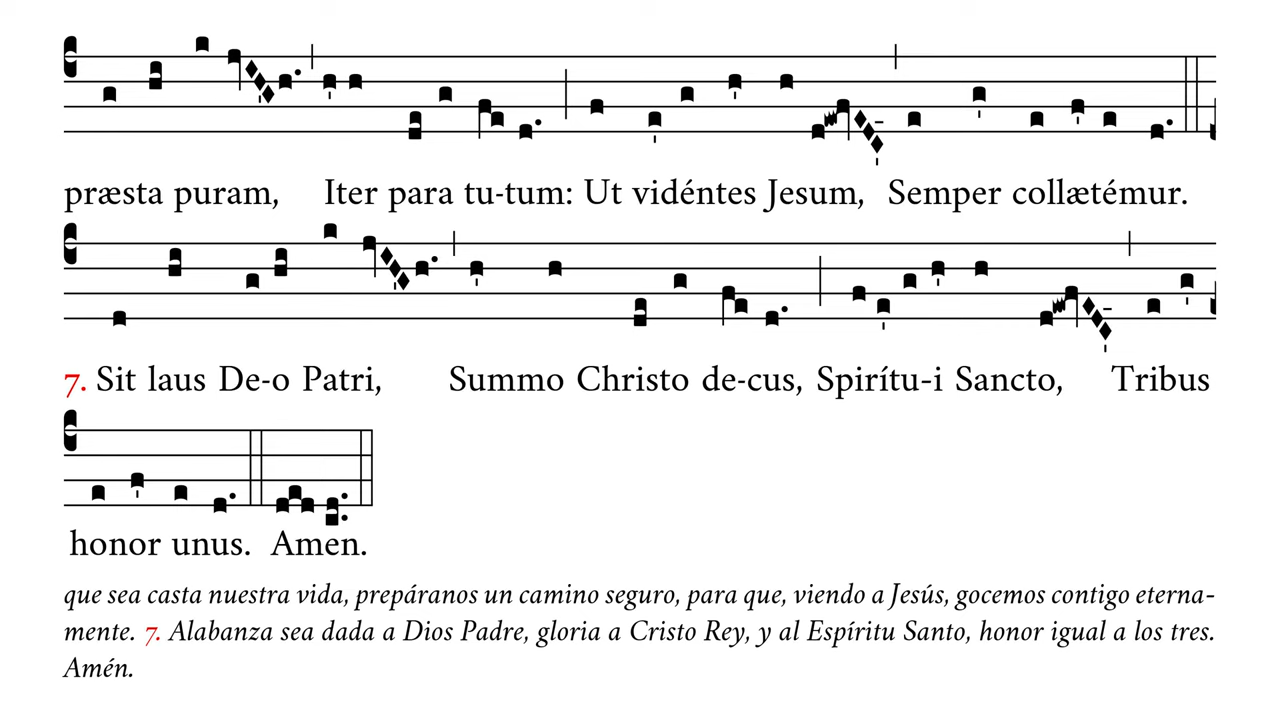 præsta puram, Iter para tu-tum: Ut vidéntes Jesum, Semper collætémur.
7. Sit laus De-o Patri, Summo Christo de-cus, Spirítu-i Sancto, Tribus
honor unus. Amen.
que sea casta nuestra vida, prepáranos un camino seguro, para que, viendo a Jesús, gocemos contigo eterna-
mente. 7. Alabanza sea dada a Dios Padre, gloria a Cristo Rey, y al Espíritu Santo, honor igual a los tres.
Amén.